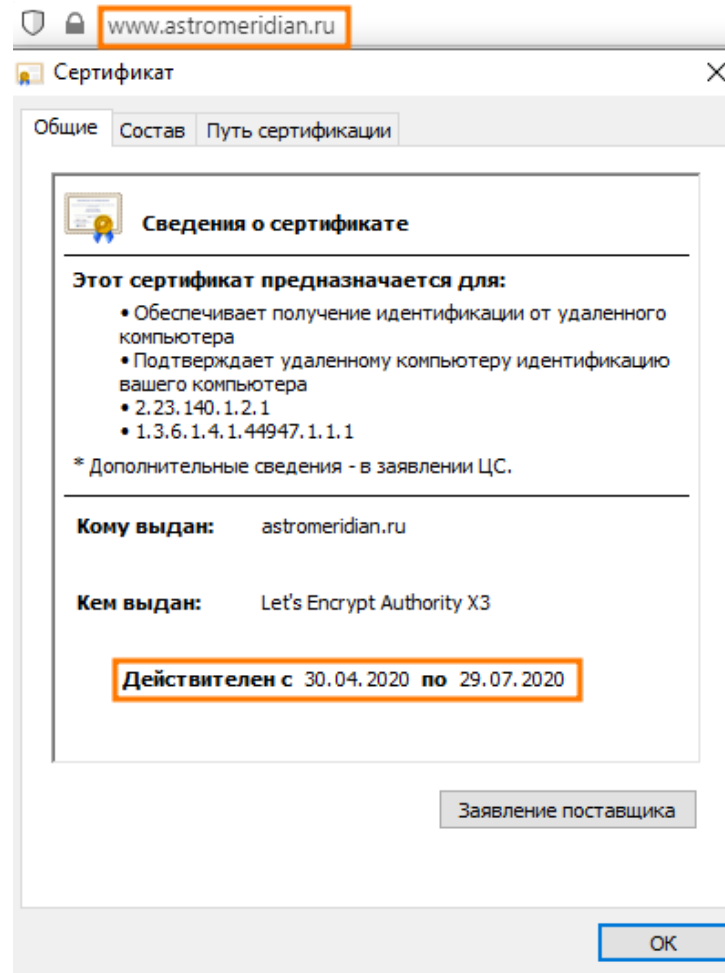 www.astromeridian.ru
Сертификат
Общие Состав Путь сертификации
Сведения о сертификате
Этот сертификат предназначается для:
• Обеспечивает получение идентификации от удаленного
компьютера
• Подтверждает удаленному компьютеру идентификацию
вашего компьютера
• 2.23.140.1.2.1
• 1.3.6.1.4.1.44947.1.1.1
* Дополнительные сведения - в заявлении ЦС.
Кому выдан: astromeridian.ru
Кем выдан: Let's Encrypt Authority X3
Действителен с 30.04.2020 по 29.07.2020
Заявление поставщика
ОК